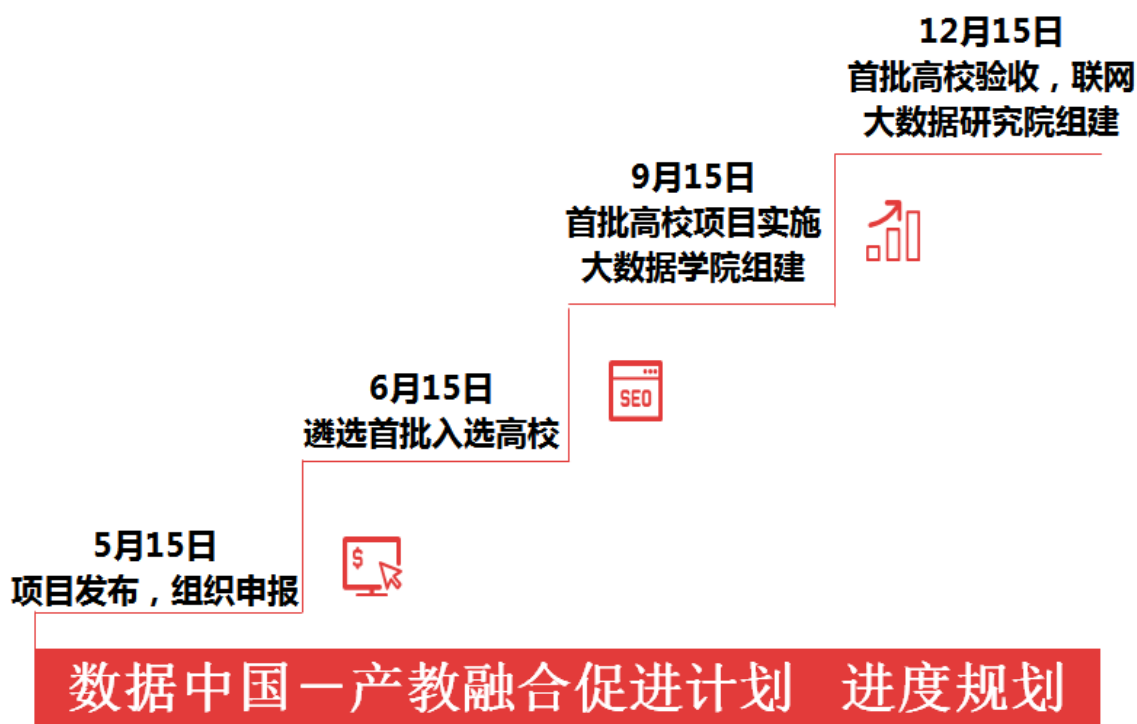 12月15日
首批高校验收，联网
大数据研究院组建
9月15日
首批高校项目实施
大数据学院组建
SEO
6月15日
遴选首批入选高校
5月15日
项目发布，组织申报
$
数据中国－产教融合促进计划 进度规划